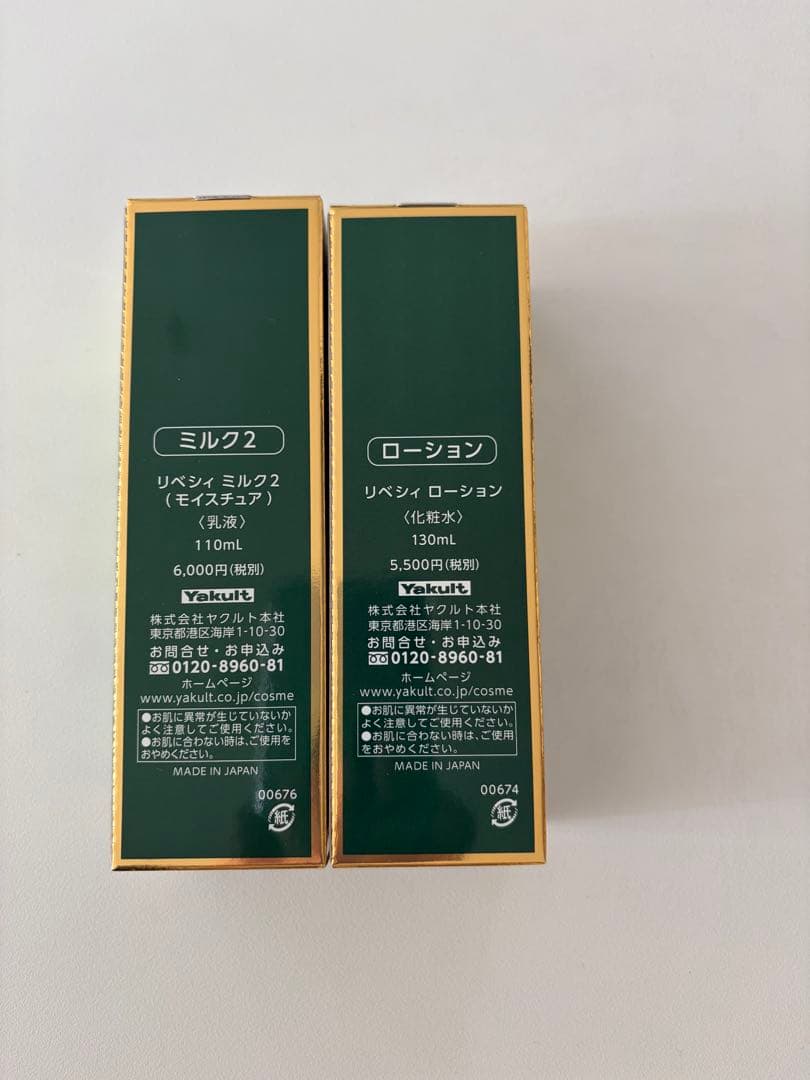 ミルク2
リベシィ ミルク2
(モイスチュア)
〈乳液〉
110mL
6,000円(税別)
Yakult
株式会社ヤクルト本社
東京都港区海岸1-10-30
お問合せ・お申込み
0120-8960-81
ホームページ
www.yakult.co.jp/cosme
●お肌に異常が生じていないか
よく注意してご使用ください。
●お肌に合わない時は、ご使用を
おやめください。
MADE IN JAPAN
00676
紙
ローション
リベシィ ローション
〈化粧水〉
130mL
5,500円(税別)
Yakult
株式会社ヤクルト本社
東京都港区海岸1-10-30
お問合せ・お申込み
0120-8960-81
ホームページ
www.yakult.co.jp/cosme
●お肌に異常が生じていないか
よく注意してご使用ください。
●お肌に合わない時は、ご使用
をおやめください。
MADE IN JAPAN
00674
紙